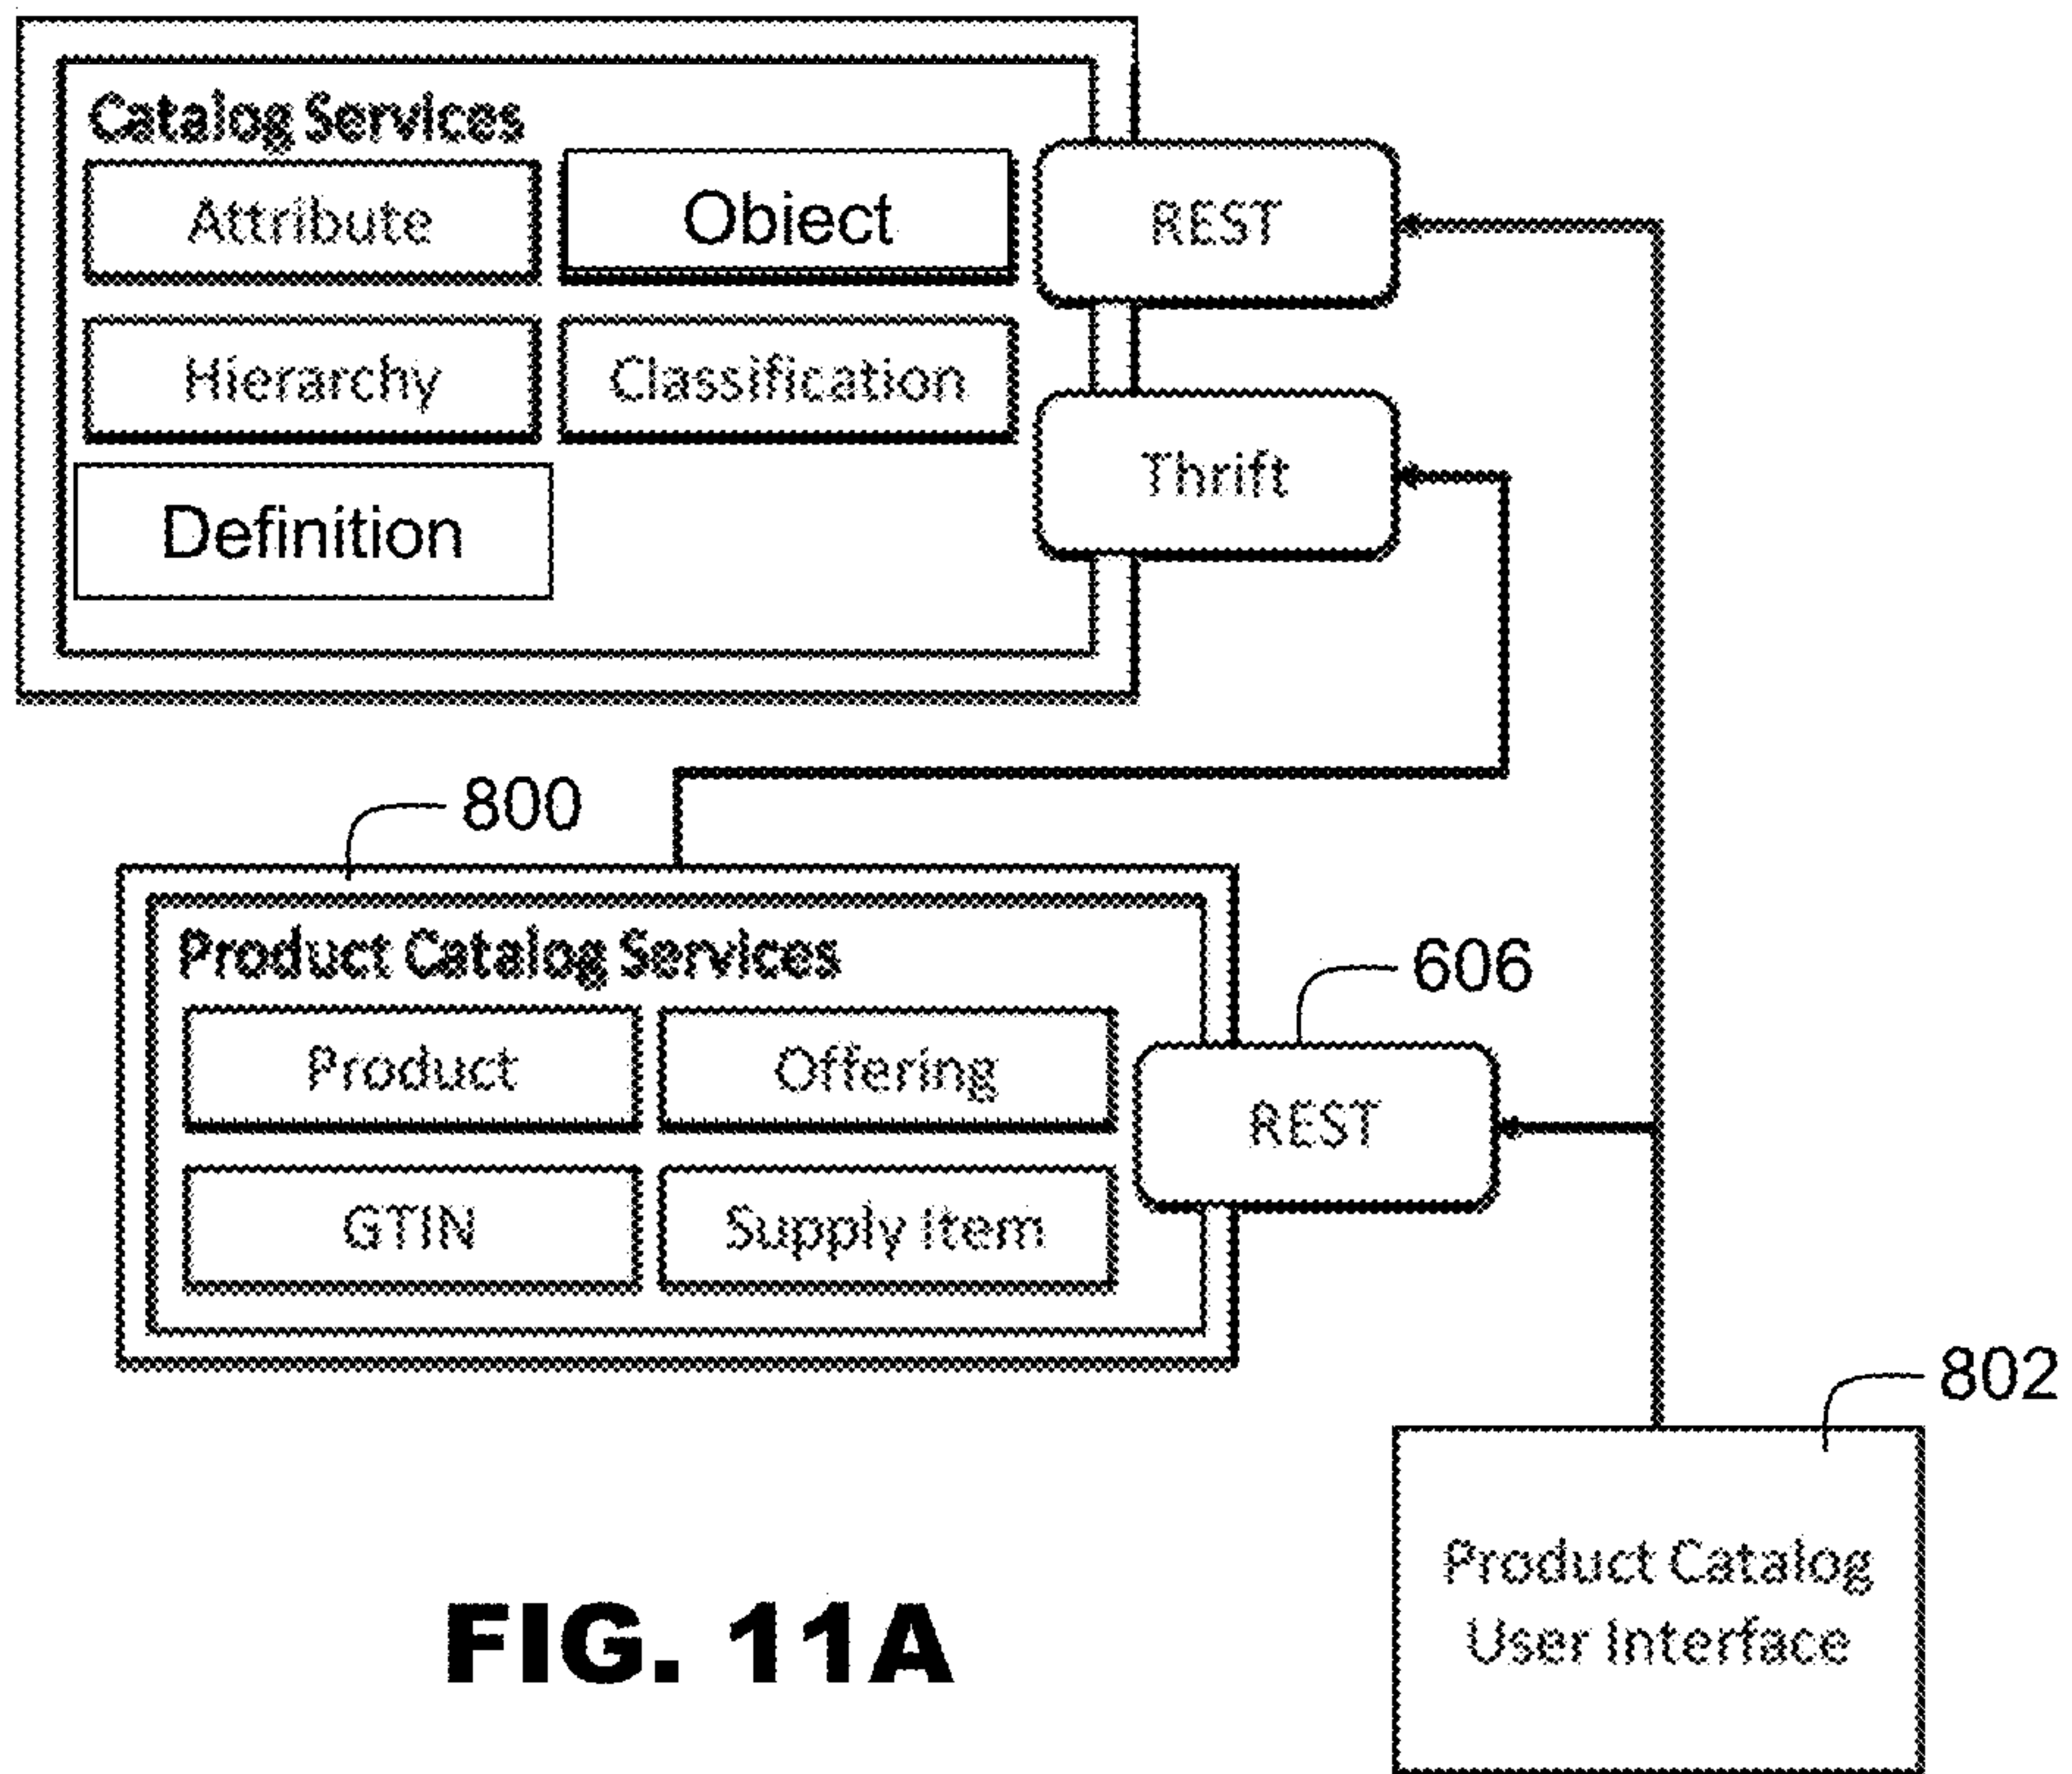 Catalog Services
Attribute
Obiect
REST
Hierarchy
Classification
Thrift
Definition
800
Product Catalog Services
606
Product
Offering
REST
GTIN
Supply Item
802
Product Catalog
User Interface
FIG. 11A